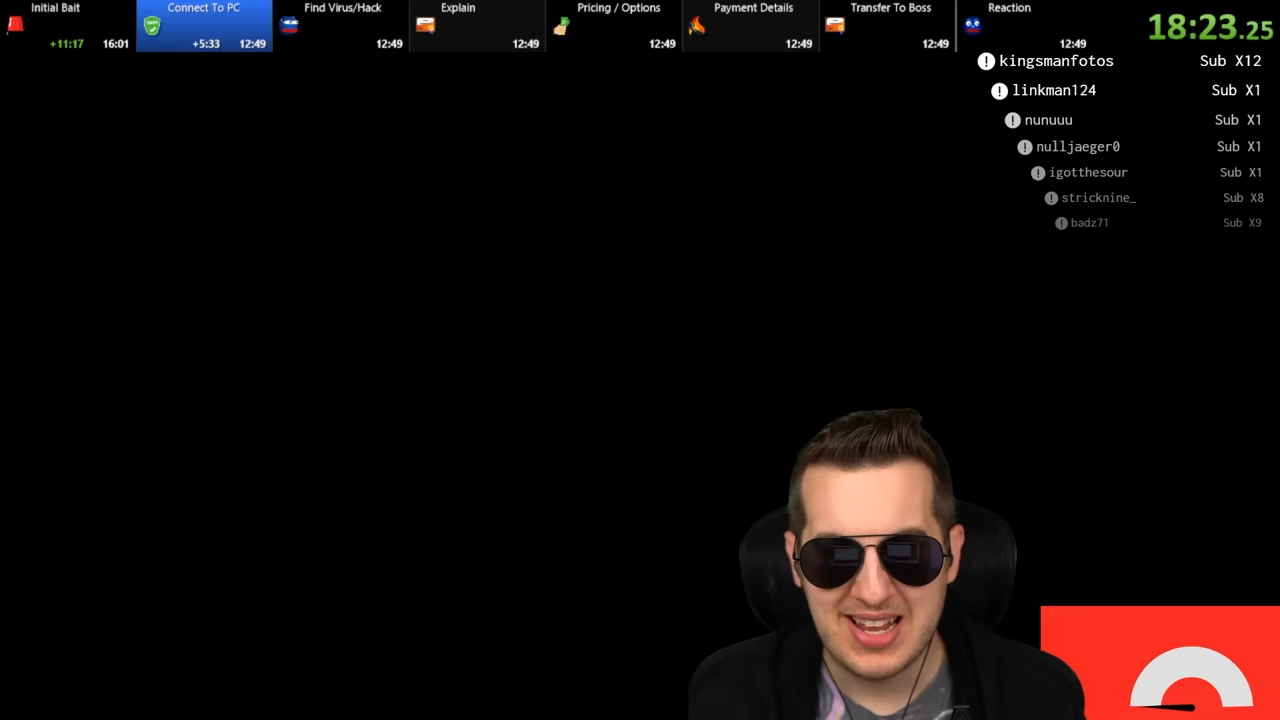 Initial Bait
+11:17 16:01
Connect To PC
+5:33 12:49
Find Virus/Hack
12:49
Explain
12:49
Pricing / Options
12:49
Payment Details
12:49
Transfer To Boss
12:49
Reaction
12:49
18:23.25
kingsmanfotos Sub X12
linkman124 Sub X1
nunuuu Sub X1
nulljaeger0 Sub X1
igotthesour Sub X1
stricknine_ Sub X8
badz71 Sub X9